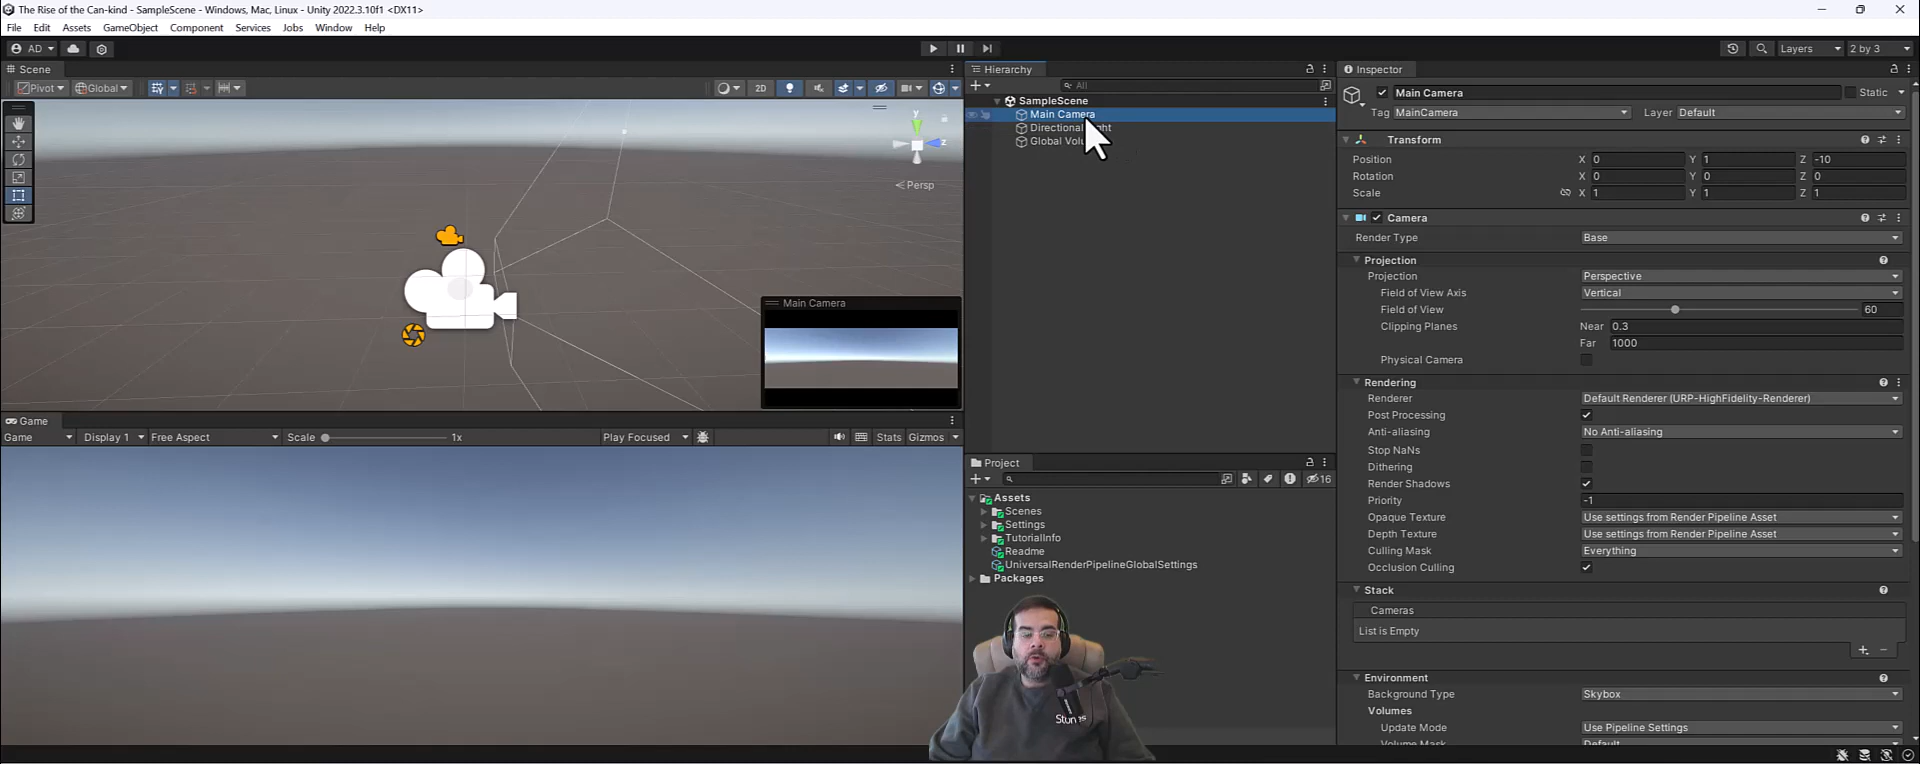 The Rise of the Can-kind - SampleScene - Windows, Mac, Linux - Unity 2022.3.10f1 <DX11>
File Edit Assets GameObject Component Services Jobs Window Help
AD Layers 2 by 3
Scene
Pivot Global 2D
y
z
Persp
Main Camera
Game
Game Display 1 Free Aspect Scale 1x Play Focused Stats Gizmos
Hierarchy
All
SampleScene
Main Camera
Directional
Global
Project
16
Assets
Scenes
Settings
TutorialInfo
Readme
UniversalRenderPipelineGlobalSettings
Packages
Inspector
Main Camera Static
Tag MainCamera Layer Default
Transform
Position X 0 Y 1 Z -10
Rotation X 0 Y 0 Z 0
Scale X 1 Y 1 Z 1
Camera
Render Type Base
Projection
Projection Perspective
Field of View Axis Vertical
Field of View 60
Clipping Planes Near 0.3
Far 1000
Physical Camera
Rendering
Renderer Default Renderer (URP-HighFidelity-Renderer)
Post Processing
Anti-aliasing No Anti-aliasing
Stop NaNs
Dithering
Render Shadows
Priority -1
Opaque Texture Use settings from Render Pipeline Asset
Depth Texture Use settings from Render Pipeline Asset
Culling Mask Everything
Occlusion Culling
Stack
Cameras
List is Empty
Environment
Background Type Skybox
Volumes
Update Mode Use Pipeline Settings
Volume Mask Default